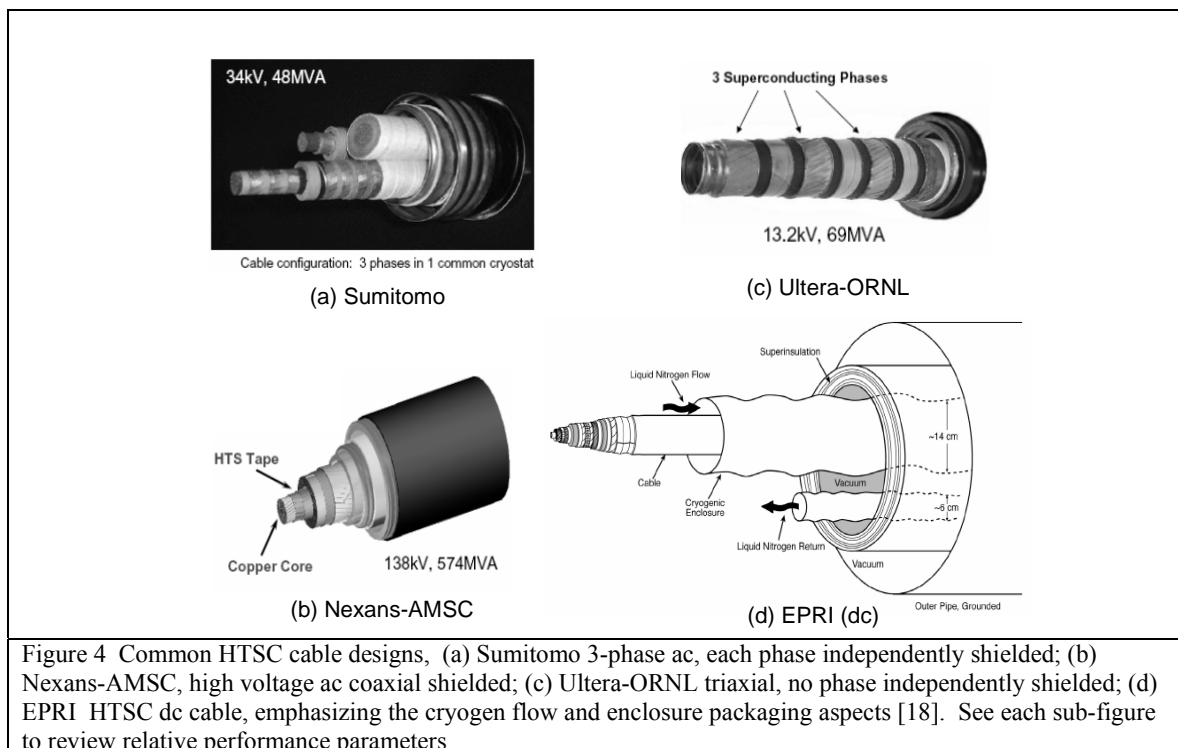 34kV, 48MVA
Cable configuration: 3 phases in 1 common cryostat
(a) Sumitomo
3 Superconducting Phases
13.2kV, 69MVA
(c) Ultera-ORNL
HTS Tape
Copper Core
138kV, 574MVA
(b) Nexans-AMSC
Superinsulation
Liquid Nitrogen Flow
~14 cm
Cable
Cryogenic
Enclosure
Vacuum
~6 cm
Liquid Nitrogen Return
Vacuum
Outer Pipe, Grounded
(d) EPRI (dc)
Figure 4 Common HTSC cable designs, (a) Sumitomo 3-phase ac, each phase independently shielded; (b)
Nexans-AMSC, high voltage ac coaxial shielded; (c) Ultera-ORNL triaxial, no phase independently shielded; (d)
EPRI HTSC dc cable, emphasizing the cryogen flow and enclosure packaging aspects [18]. See each sub-figure
to review relative performance parameters